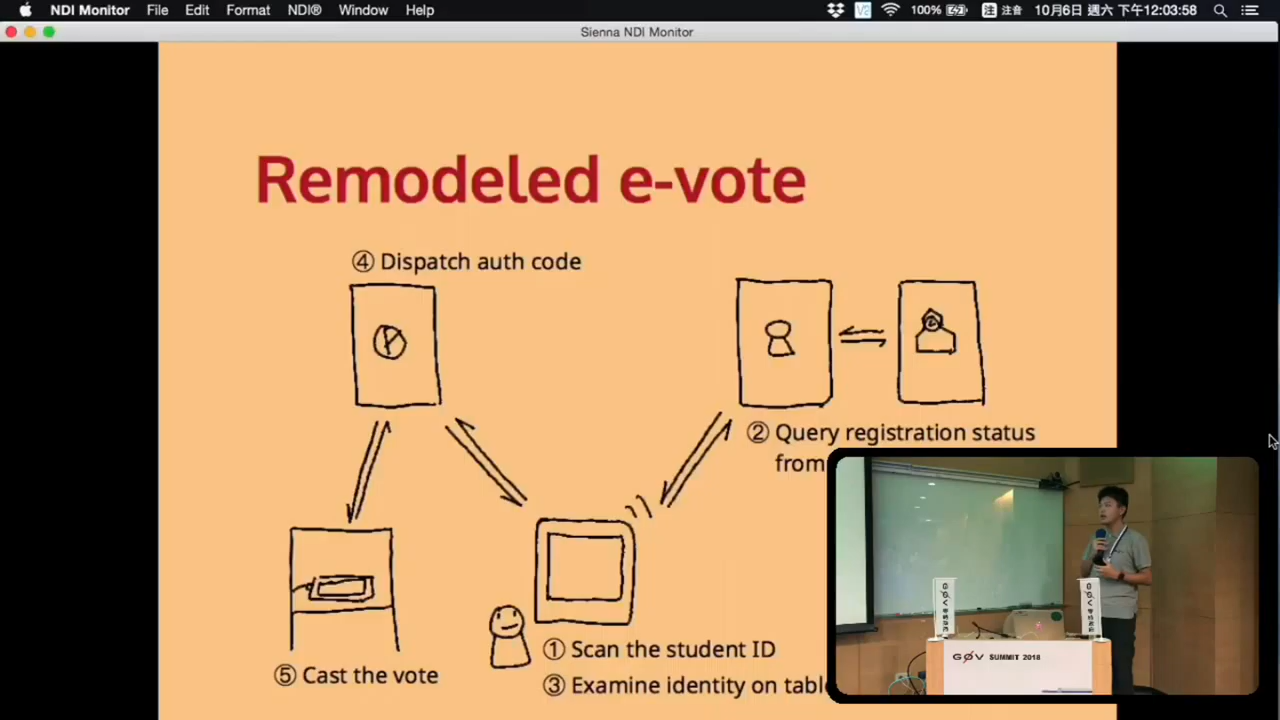 NDI Monitor File Edit Format NDI® Window Help 100% 注 注音 10月6日 週六 下午12:03:58
Sienna NDI Monitor
Remodeled e-vote
④ Dispatch auth code
② Query registration status
from
① Scan the student ID
⑤ Cast the vote
③ Examine identity on
GØV SUMMIT 2018